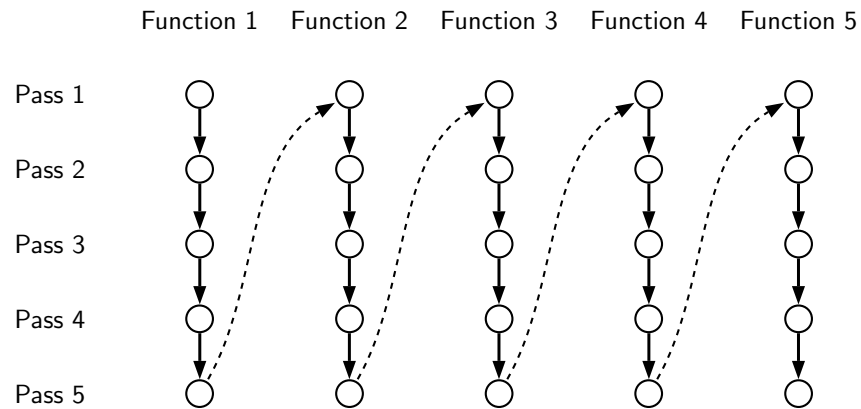 Function 1 Function 2 Function 3 Function 4 Function 5
Pass 1
Pass 2
Pass 3
Pass 4
Pass 5